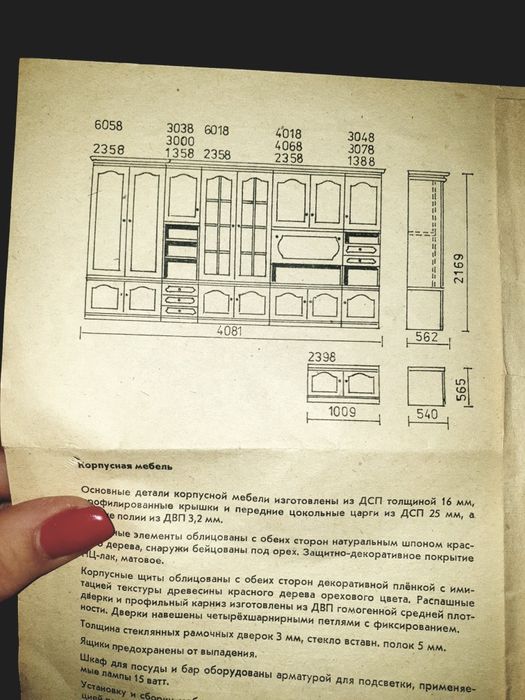 6058 3038 6018 4018 3048
3000 4068 3078
2358 1358 2358 2358 1388
2169
4081
562
2398
565
1009
540
Корпусная мебель
Основные детали корпусной мебели изготовлены из ДСП толщиной 16 мм,
профилированные крышки и передние цокольные царги из ДСП 25 мм, а
полии из ДВП 3,2 мм.
элементы облицованы с обеих сторон натуральным шпоном крас-
дерева, снаружи бейцованы под орех. Защитно-декоративное покрытие
НЦ-лак, матовое.
Корпусные щиты облицованы с обеих сторон декоративной плёнкой с ими-
тацией текстуры древесины красного дерева орехового цвета. Распашные
дверки и профильный карниз изготовлены из ДВП гомогенной средней плот-
ности. Дверки навешены четырёхшарнирными петлями с фиксированием.
Толщина стеклянных рамочных дверок 3 мм, стекло вставн. полок 5 мм.
Ящики предохранены от выпадения.
Шкаф для посуды и бар оборудованы арматурой для подсветки, применяе-
мые лампы 15 ватт.
Установку и